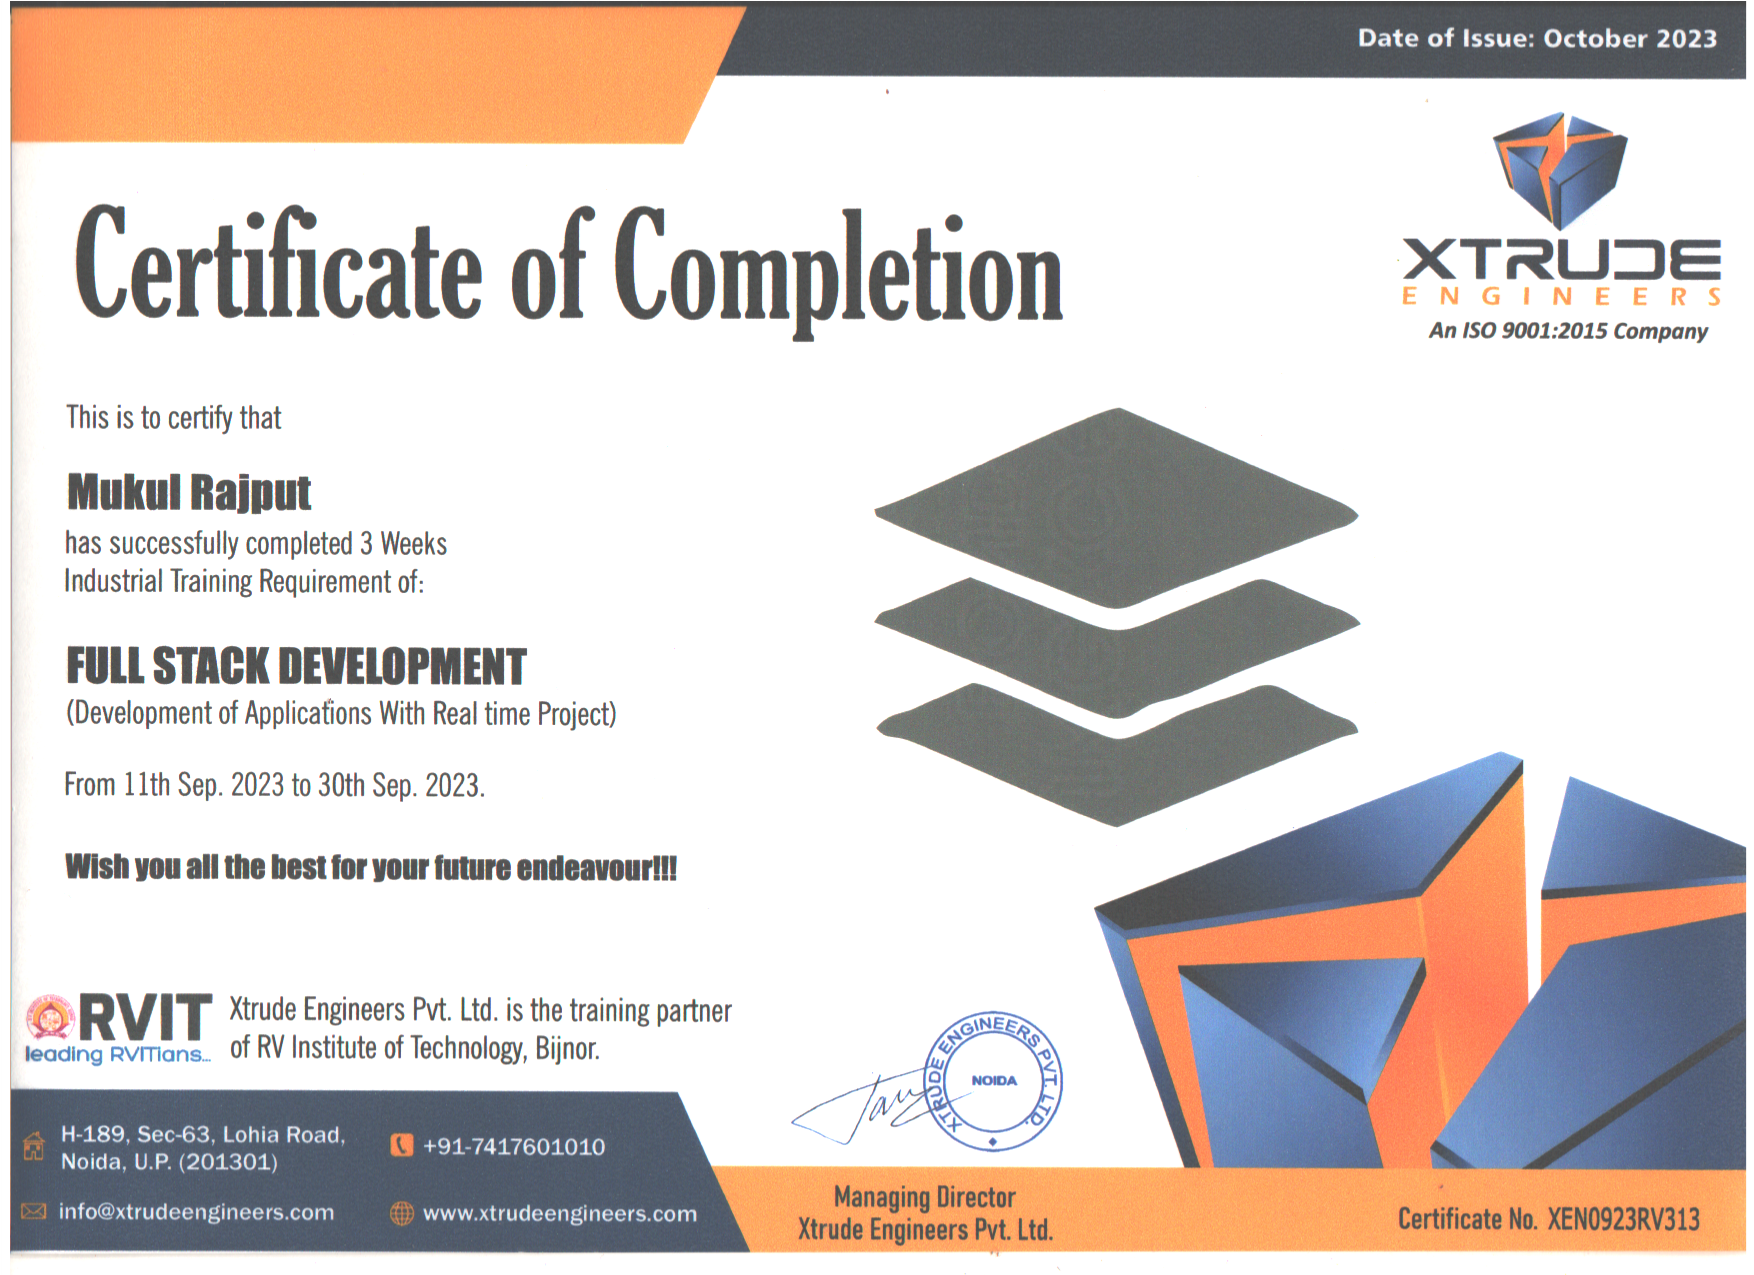 Date of Issue: October 2023
XTRUDE
ENGINEERS
An ISO 9001:2015 Company
Certificate of Completion
This is to certify that
Mukul Rajput
has successfully completed 3 Weeks
Industrial Training Requirement of:
FULL STACK DEVELOPMENT
(Development of Applications With Real time Project)
From 11th Sep. 2023 to 30th Sep. 2023.
Wish you all the best for your future endeavour!!!
RVIT
leading RVITians...
Xtrude Engineers Pvt. Ltd. is the training partner
of RV Institute of Technology, Bijnor.
XTRUDE ENGINEERS PVT. LTD.
NOIDA
H-189, Sec-63, Lohia Road,
Noida, U.P. (201301)
+91-7417601010
info@xtrudeengineers.com
www.xtrudeengineers.com
Managing Director
Xtrude Engineers Pvt. Ltd.
Certificate No. XEN0923RV313